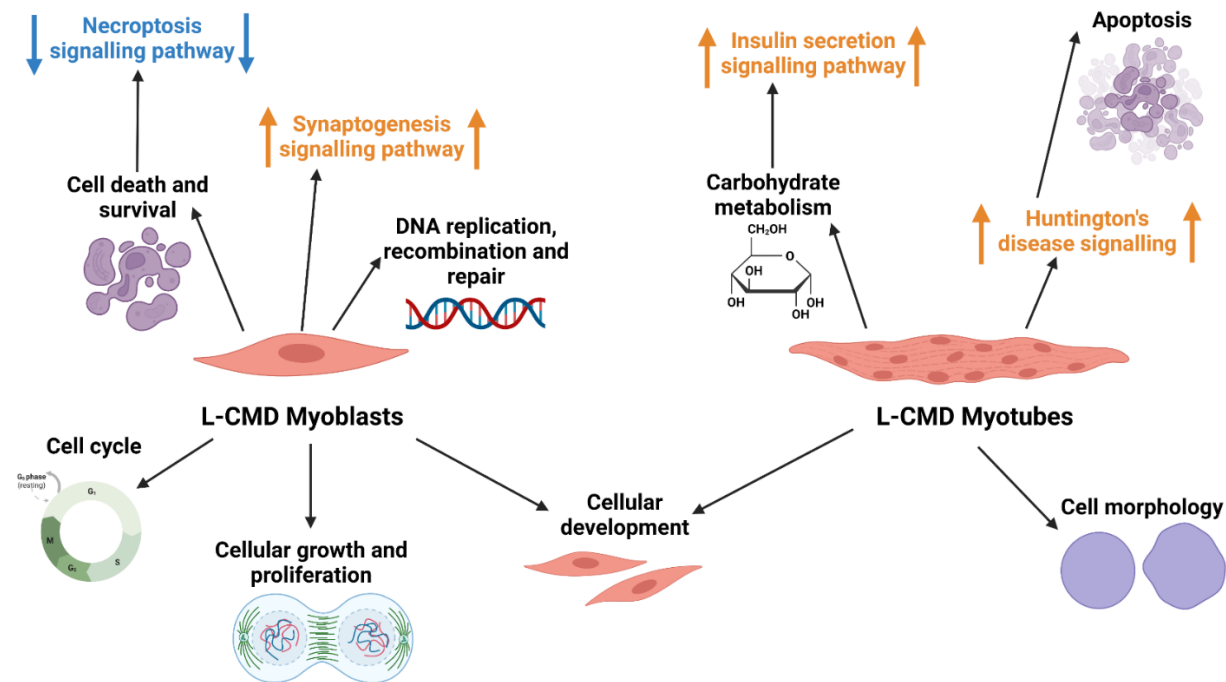 Necroptosis
signalling pathway
Synaptogenesis
signalling pathway
Cell death and
survival
DNA replication,
recombination and
repair
L-CMD Myoblasts
Cell cycle
G₀ phase
(resting)
G₁
M
G₂
S
Cellular growth and
proliferation
Cellular
development
Insulin secretion
signalling pathway
Apoptosis
Carbohydrate
metabolism
CH₂OH
O
OH
OH
OH
OH
Huntington's
disease signalling
L-CMD Myotubes
Cell morphology